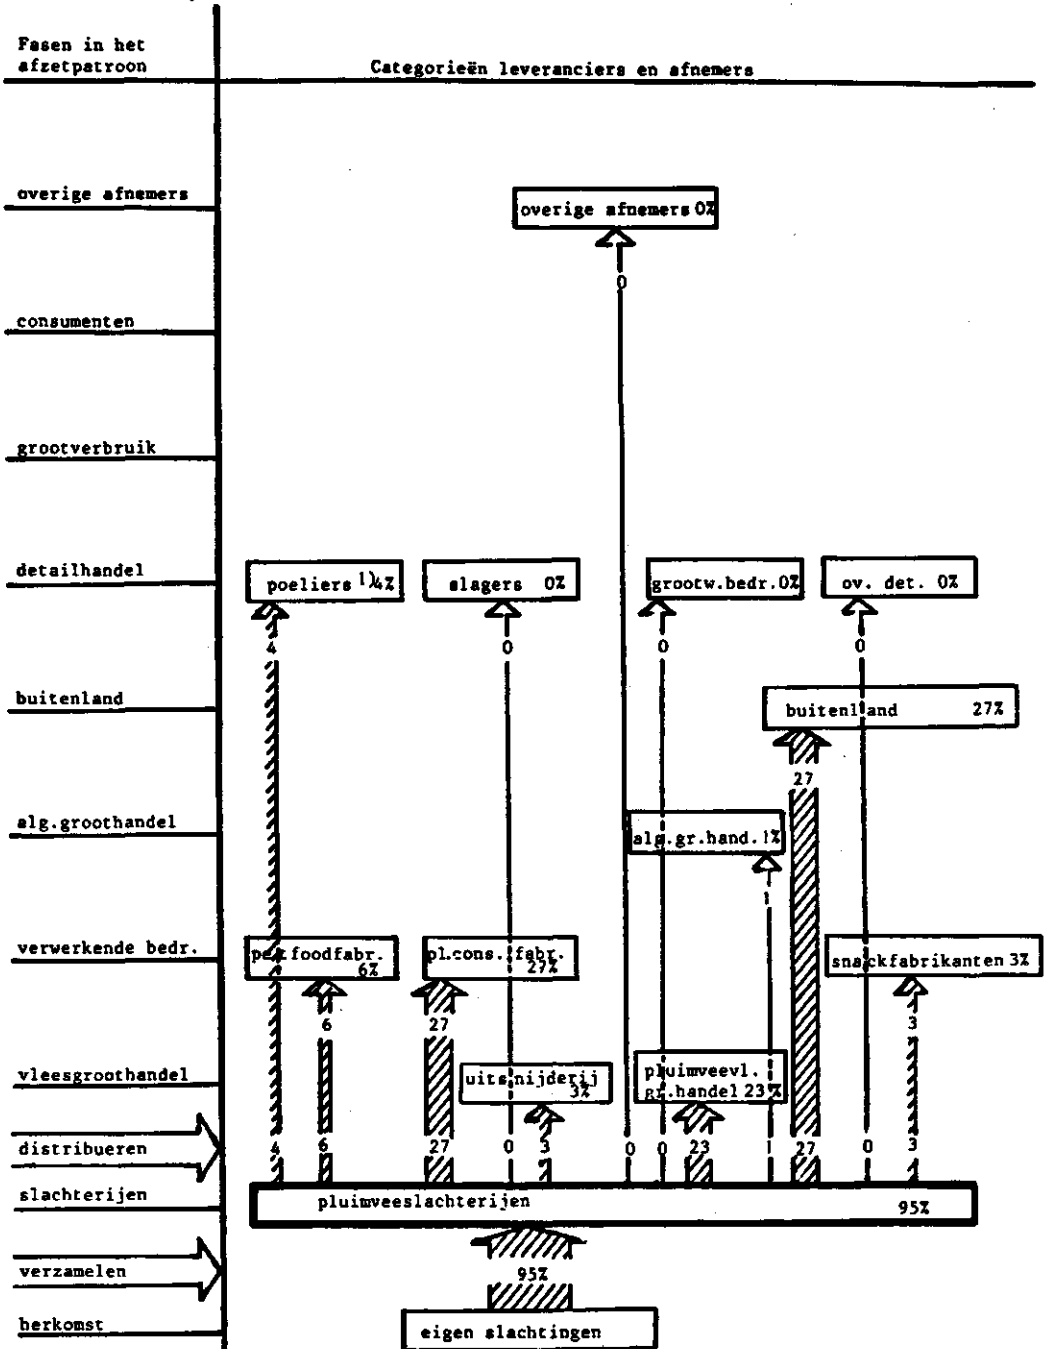 Fasen in het
afzetpatroon
Categorieën leveranciers en afnemers
overige afnemers
overige afnemers 0%
0
consumenten
grootverbruik
detailhandel
poeliers 1) 4%
slagers 0%
grootw.bedr. 0%
ov. det. 0%
4
0
0
0
buitenland
buitenland 27%
27
alg.groothandel
alg.gr.hand. 1%
verwerkende bedr.
pet.foodfabr.
6%
pl.cons. fabr.
27%
snackfabrikanten 3%
6
27
3
vleesgroothandel
uitsnijderij
3%
pluimveevl.
gr.handel 23%
distribueren
4
6
27
0
3
0
0
23
1
27
0
3
slachterijen
pluimveeslachterijen
95%
verzamelen
95%
herkomst
eigen slachtingen